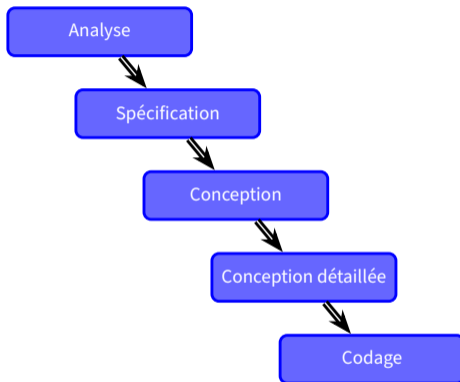 Analyse
Spécification
Conception
Conception détaillée
Codage